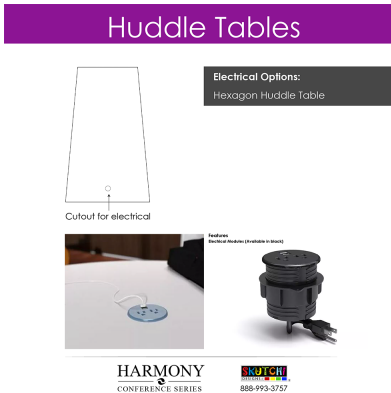 Huddle Tables
Electrical Options:
Hexagon Huddle Table
Cutout for electrical
Features
Electrical Modules (Available in black)
HARMONY
CONFERENCE SERIES
SKUTCHI
DESIGNS
888-993-3757